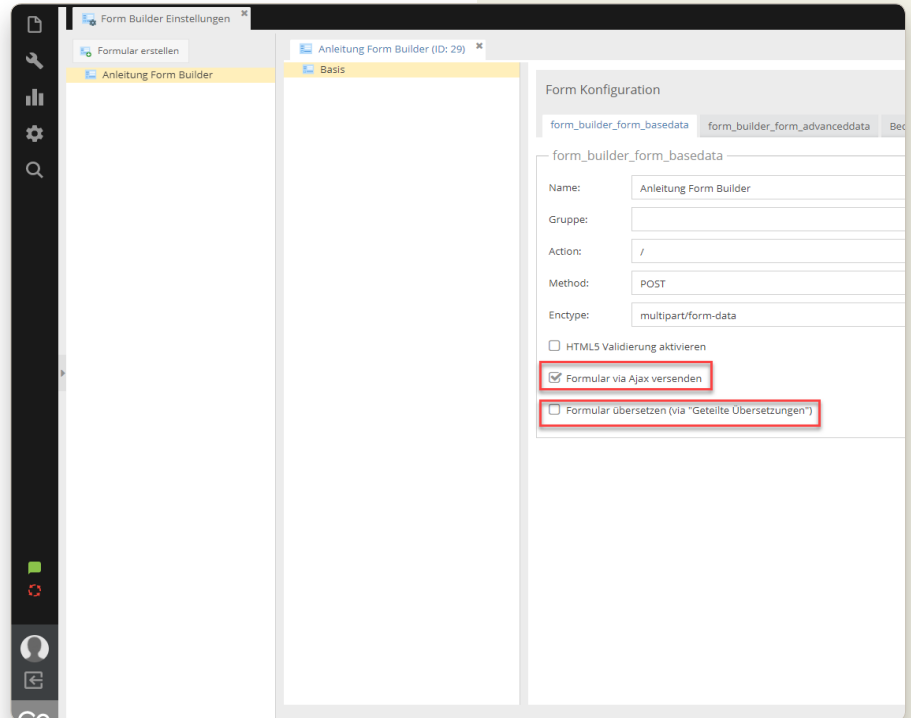 Form Builder Einstellungen
Formular erstellen
Anleitung Form Builder
Anleitung Form Builder (ID: 29)
Basis
Form Konfiguration
form_builder_form_basedata
form_builder_form_advanceddata
form_builder_form_basedata
Name:
Anleitung Form Builder
Gruppe:
Action:
/
Method:
POST
Enctype:
multipart/form-data
HTML5 Validierung aktivieren
Formular via Ajax versenden
Formular übersetzen (via "Geteilte Übersetzungen")